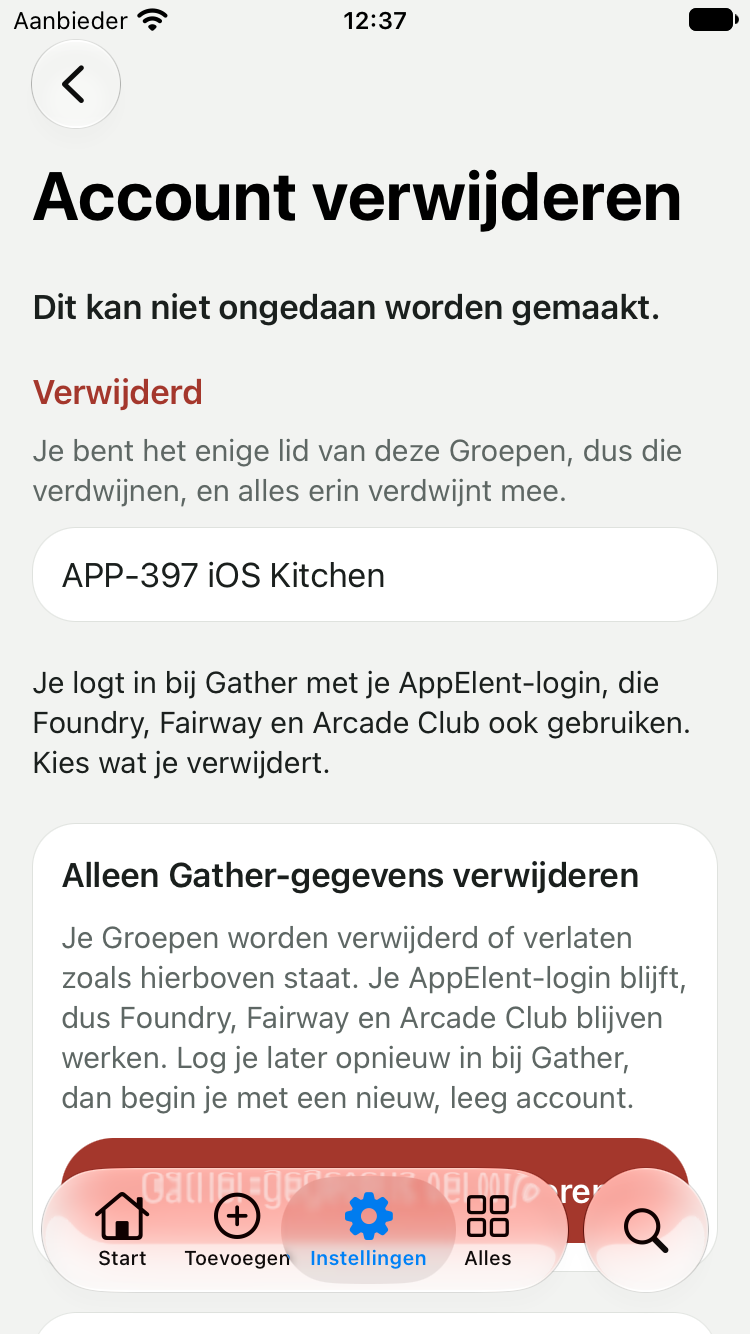 Aanbieder 12:37
Account verwijderen
Dit kan niet ongedaan worden gemaakt.
Verwijderd
Je bent het enige lid van deze Groepen, dus die
verdwijnen, en alles erin verdwijnt mee.
APP-397 iOS Kitchen
Je logt in bij Gather met je AppElent-login, die
Foundry, Fairway en Arcade Club ook gebruiken.
Kies wat je verwijdert.
Alleen Gather-gegevens verwijderen
Je Groepen worden verwijderd of verlaten
zoals hierboven staat. Je AppElent-login blijft,
dus Foundry, Fairway en Arcade Club blijven
werken. Log je later opnieuw in bij Gather,
dan begin je met een nieuw, leeg account.
Start Toevoegen Instellingen Alles